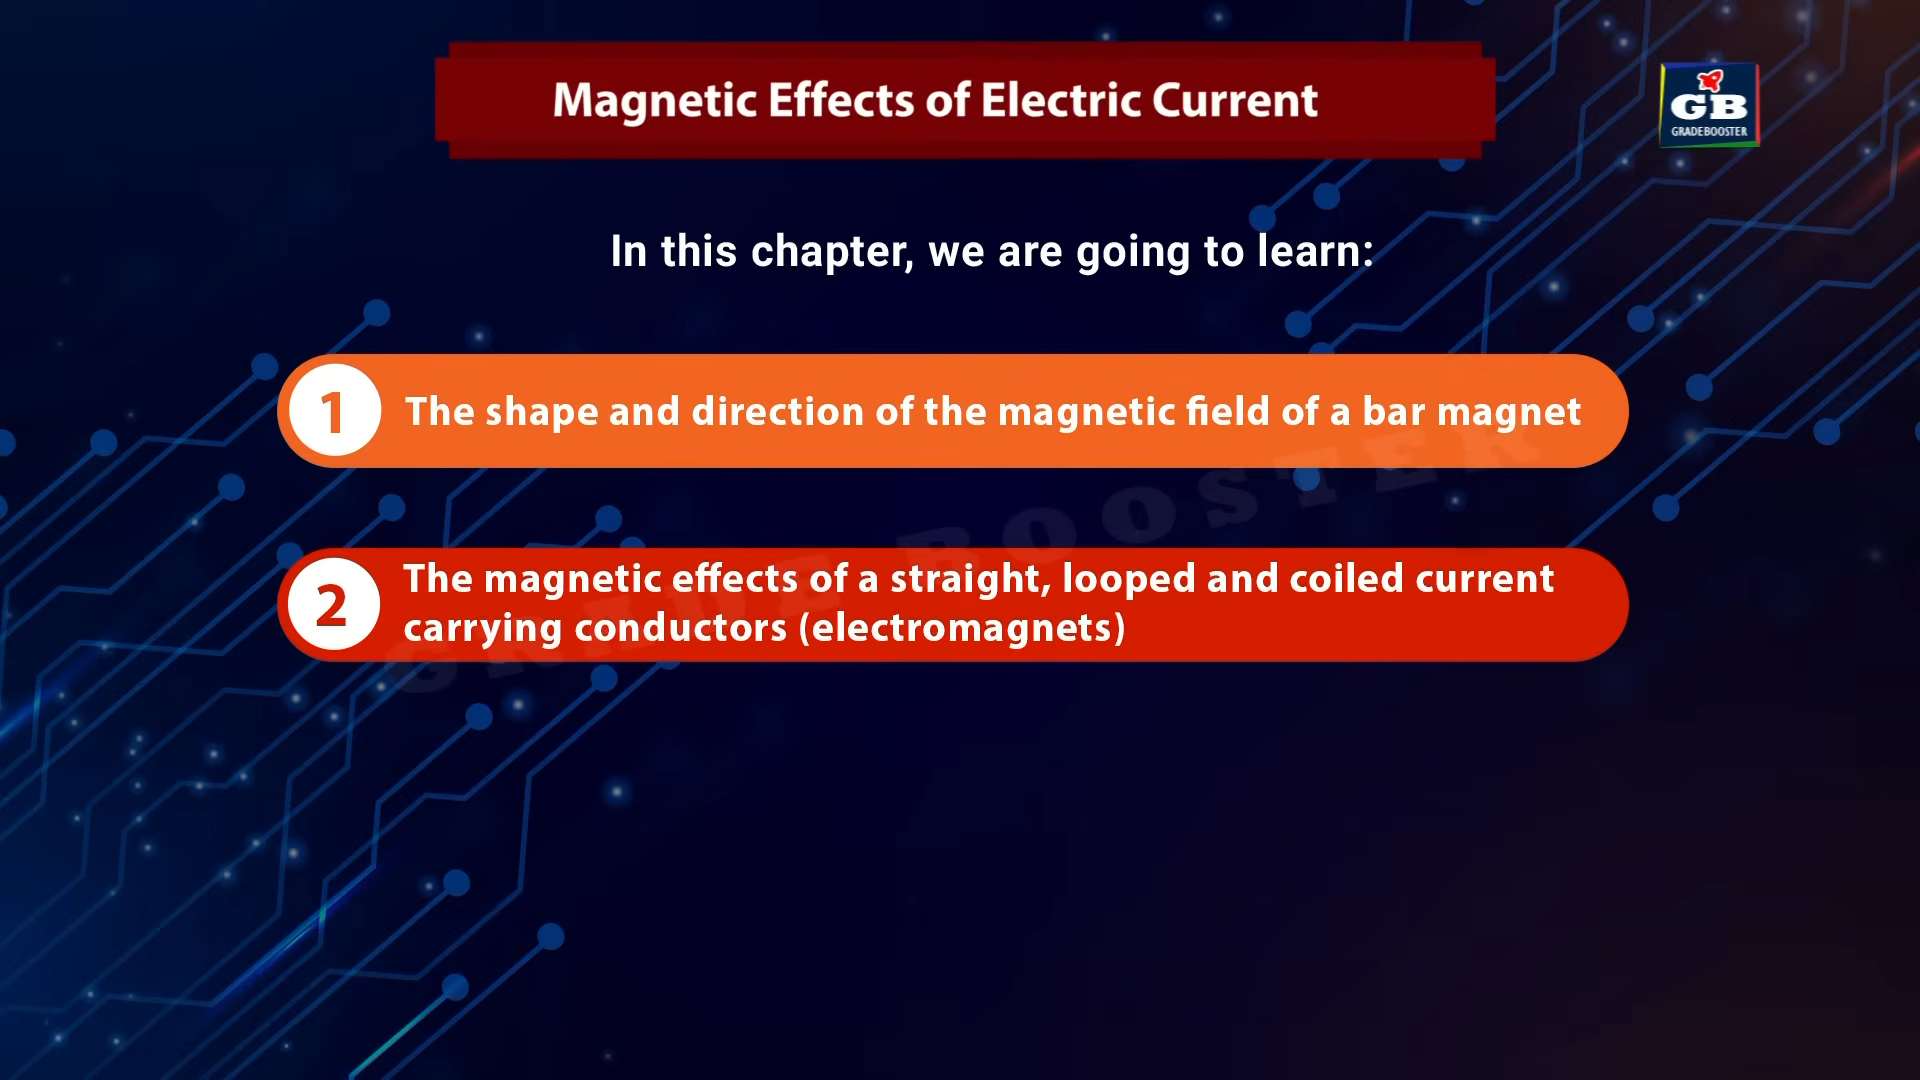 Magnetic Effects of Electric Current
GB
GRADEBOOSTER
In this chapter, we are going to learn:
1 The shape and direction of the magnetic field of a bar magnet
2 The magnetic effects of a straight, looped and coiled current
carrying conductors (electromagnets)
GRADE BOOSTER